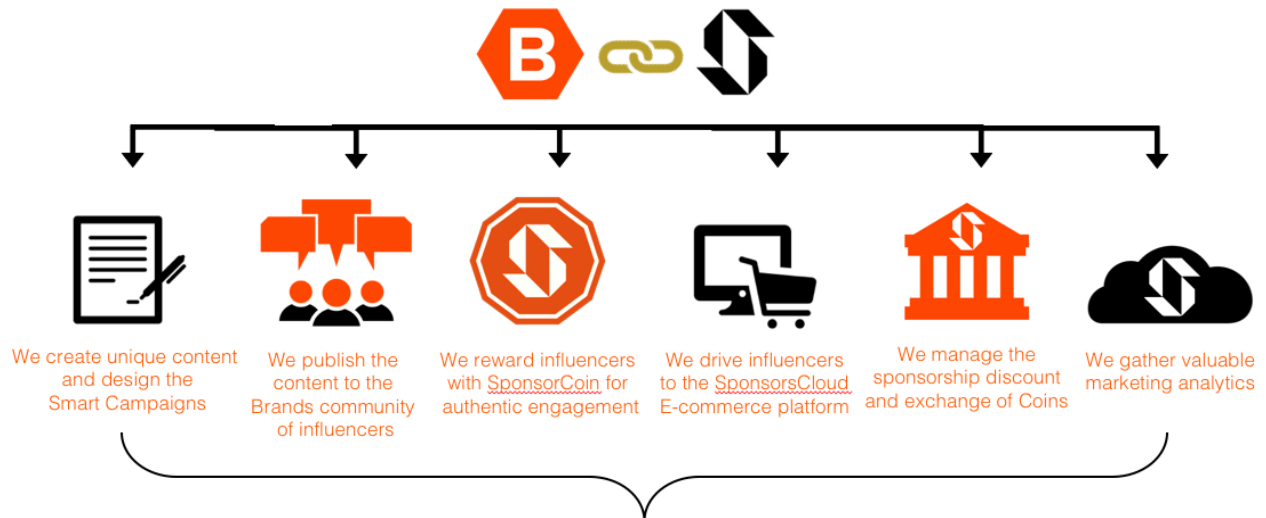 B
We create unique content
and design the
Smart Campaigns
We publish the
content to the
Brands community
of influencers
We reward influencers
with SponsorCoin for
authentic engagement
We drive influencers
to the SponsorsCloud
E-commerce platform
We manage the
sponsorship discount
and exchange of Coins
We gather valuable
marketing analytics